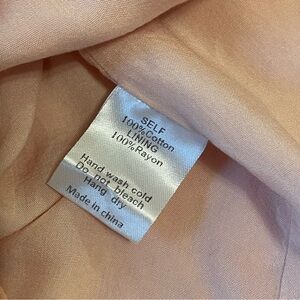 SELF
100%Cotton
LINING
100%Rayon
Hand wash cold
Do not bleach
Hang dry
Made in china